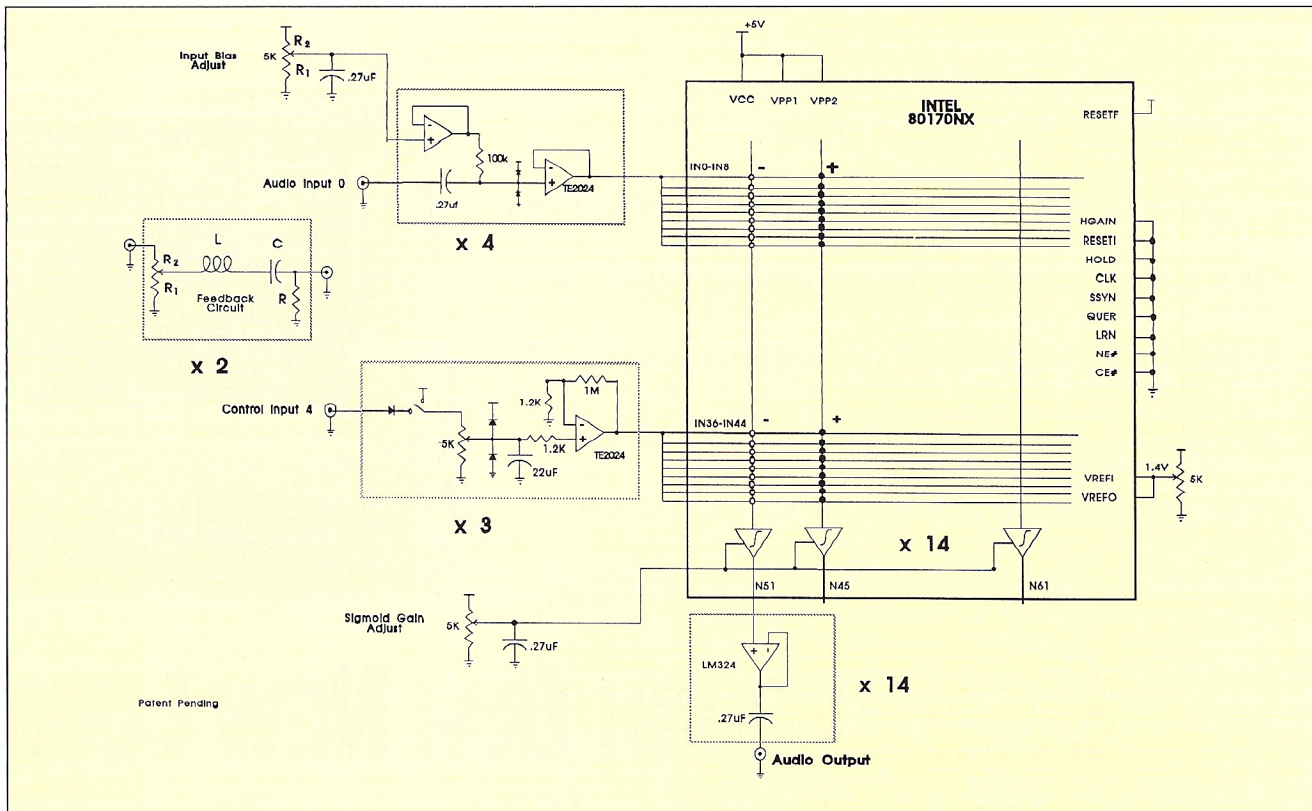 +5V
R2
Input Bias
Adjust
5K
R1
.27uF
VCC VPP1 VPP2
INTEL
80170NX
RESETF
-
+
100k
IN0-IN8
-
+
Audio Input 0
-
+
TE2024
.27uf
x 4
HGAIN
RESETI
HOLD
CLK
SSYN
QUER
LRN
NE#
CE#
L
C
R2
R1
Feedback
Circuit
R
x 2
1M
1.2K
Control Input 4
IN36-IN44
-
+
-
+
5K
1.2K
TE2024
22uF
1.4V
VREFI
5K
VREFO
x 3
x 14
N51
N45
N61
Sigmoid Gain
Adjust
5K
.27uF
+
-
LM324
x 14
.27uF
Patent Pending
Audio Output